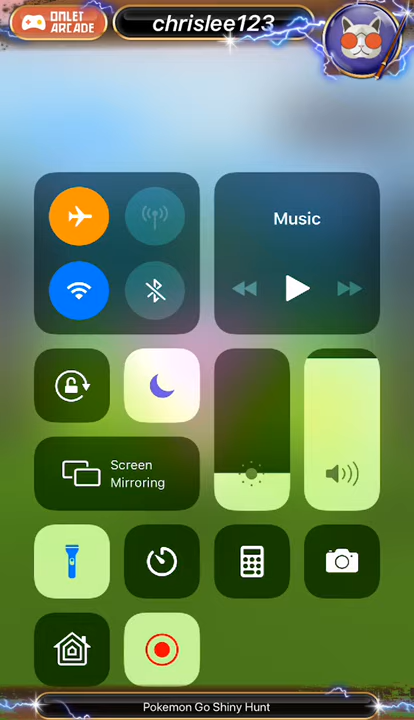 OMLET
ARCADE
chrislee123
Music
Screen
Mirroring
Pokemon Go Shiny Hunt